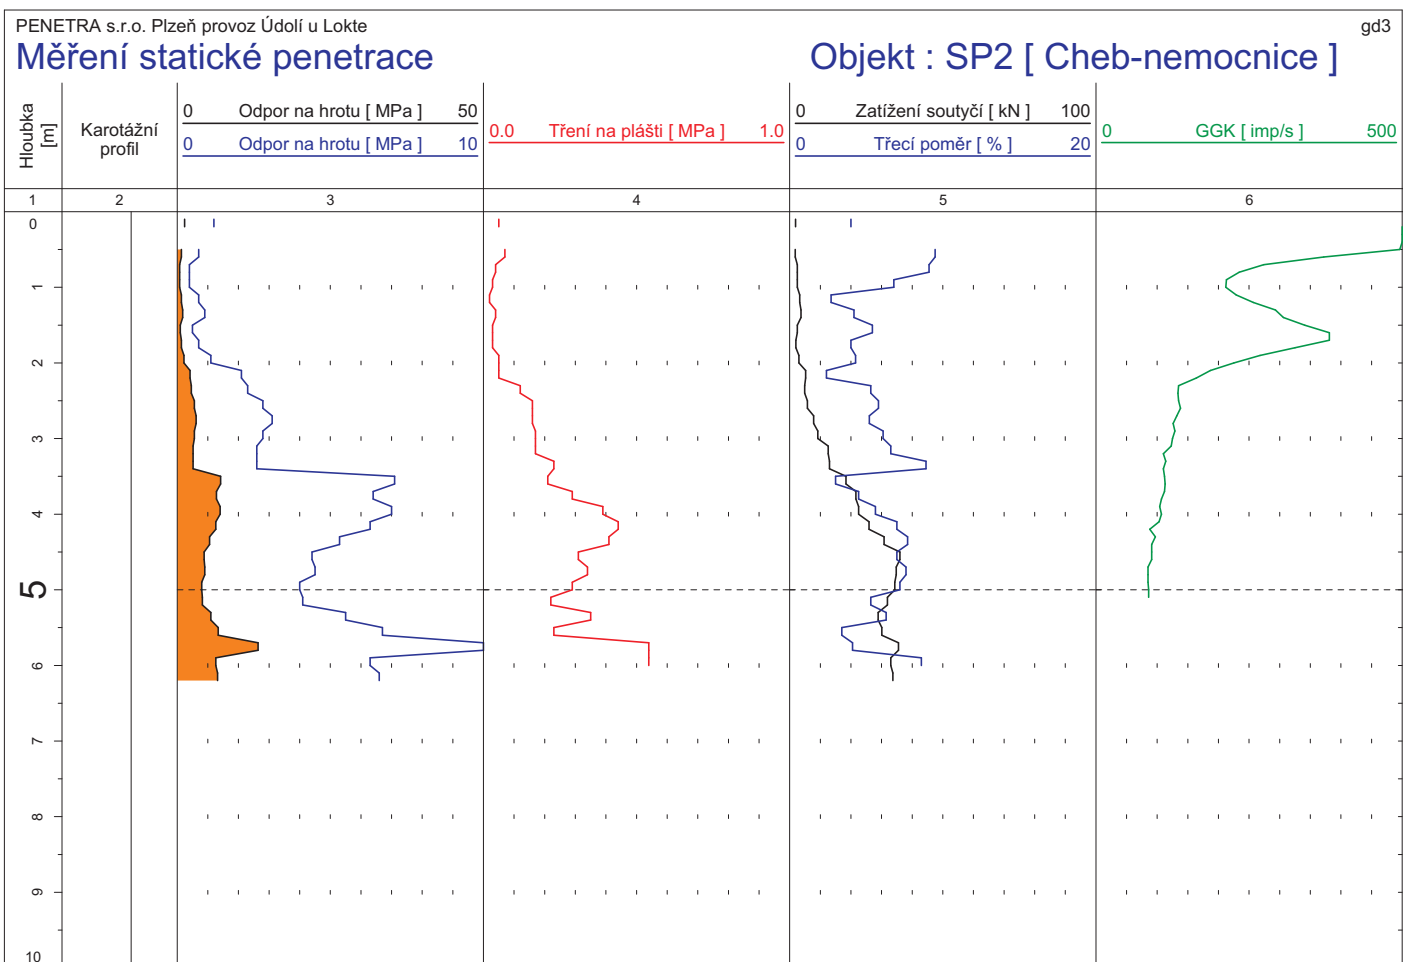 PENETRA s.r.o. Plzeň provoz Údolí u Lokte
gd3
Měření statické penetrace
Objekt : SP2 [ Cheb-nemocnice ]
Hloubka
[m]
Karotážní
profil
0 Odpor na hrotu [ MPa ] 50
0 Odpor na hrotu [ MPa ] 10
0.0 Tření na plášti [ MPa ] 1.0
0 Zatížení soutyčí [ kN ] 100
0 Třecí poměr [ % ] 20
0 GGK [ imp/s ] 500
1 2 3 4 5 6
0
1
2
3
4
5
6
7
8
9
10